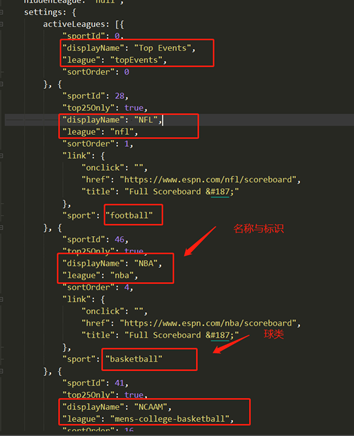 hiddenLeague: "null",
settings: {
activeLeagues: [{
"sportId": 0,
"displayName": "Top Events",
"league": "topEvents",
"sortOrder": 0
}, {
"sportId": 28,
"top25Only": true,
"displayName": "NFL",
"league": "nfl",
"sortOrder": 1,
"link": {
"onclick": "",
"href": "https://www.espn.com/nfl/scoreboard",
"title": "Full Scoreboard &#187;"
},
"sport": "football"
}, {
名称与标识
"sportId": 46,
"top25Only": true,
"displayName": "NBA",
"league": "nba",
"sortOrder": 4,
"link": {
"onclick": "",
"href": "https://www.espn.com/nba/scoreboard",
"title": "Full Scoreboard &#187;"
},
球类
"sport": "basketball"
}, {
"sportId": 41,
"top25Only": true,
"displayName": "NCAAM",
"league": "mens-college-basketball",
"sortOrder": 16,